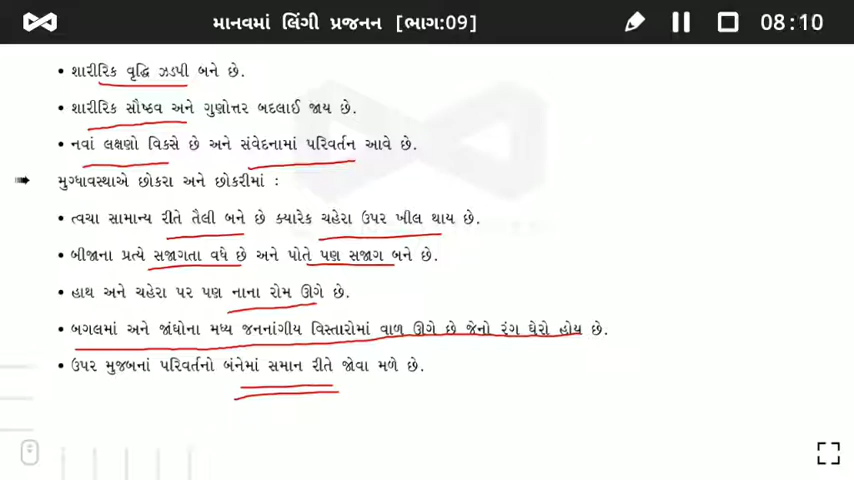 માનવમાં લિંગી પ્રજનન [ભાગ:09]
08:10
• શારીરિક વૃદ્ધિ ઝડપી બને છે.
• શારીરિક સૌષ્ઠવ અને ગુણોત્તર બદલાઈ જાય છે.
• નવાં લક્ષણો વિકસે છે અને સંવેદનામાં પરિવર્તન આવે છે.
મુગ્ધાવસ્થાએ છોકરા અને છોકરીમાં :
• ત્વચા સામાન્ય રીતે તૈલી બને છે ક્યારેક ચહેરા ઉપર ખીલ થાય છે.
• બીજાના પ્રત્યે સજાગતા વધે છે અને પોતે પણ સજાગ બને છે.
• હાથ અને ચહેરા પર પણ નાના રોમ ઊગે છે.
• બગલમાં અને જાંઘોના મધ્ય જનનાંગીય વિસ્તારોમાં વાળ ઊગે છે જેનો રંગ ઘેરો હોય છે.
• ઉપર મુજબનાં પરિવર્તનો બંનેમાં સમાન રીતે જોવા મળે છે.